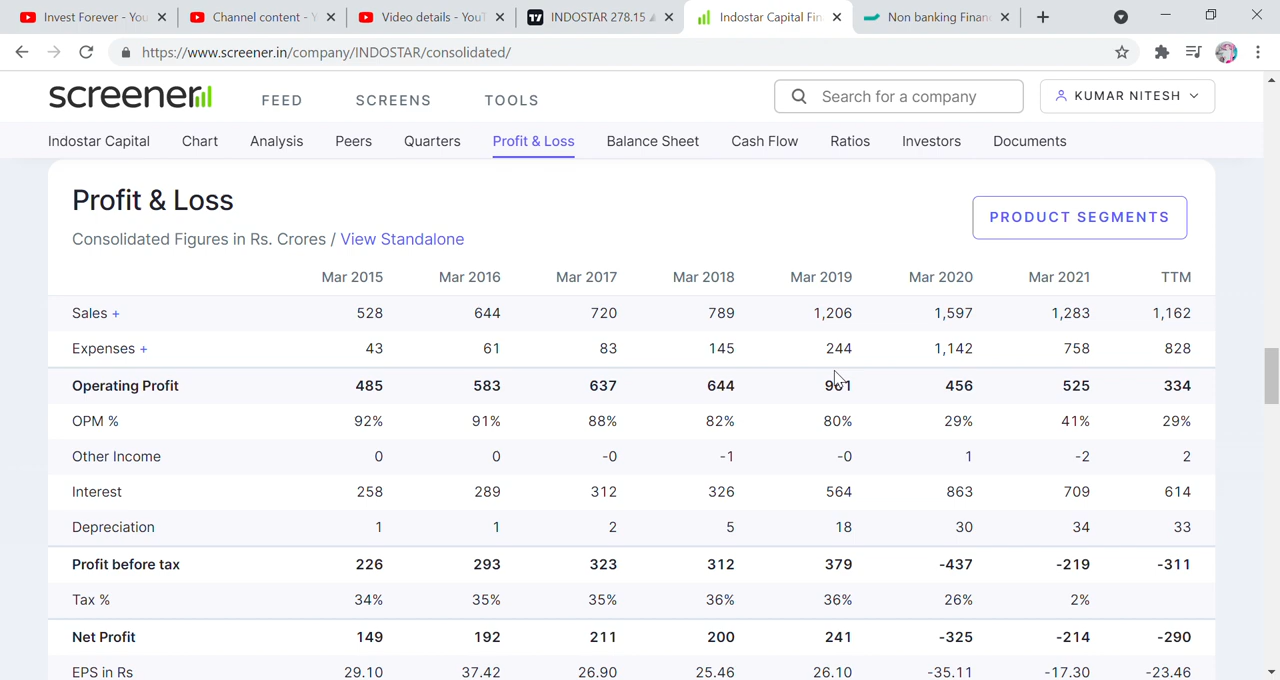 Invest Forever - You
Channel content - Y
Video details - YouT
INDOSTAR 278.15
Indostar Capital Fin
Non banking Finan
https://www.screener.in/company/INDOSTAR/consolidated/
screener
FEED SCREENS TOOLS
Search for a company
KUMAR NITESH
Indostar Capital Chart Analysis Peers Quarters Profit & Loss Balance Sheet Cash Flow Ratios Investors Documents
Profit & Loss
Consolidated Figures in Rs. Crores / View Standalone
PRODUCT SEGMENTS
Mar 2015 Mar 2016 Mar 2017 Mar 2018 Mar 2019 Mar 2020 Mar 2021 TTM
Sales + 528 644 720 789 1,206 1,597 1,283 1,162
Expenses + 43 61 83 145 244 1,142 758 828
Operating Profit 485 583 637 644 456 525 334
OPM % 92% 91% 88% 82% 80% 29% 41% 29%
Other Income 0 0 -0 -1 -0 1 -2 2
Interest 258 289 312 326 564 863 709 614
Depreciation 1 1 2 5 18 30 34 33
Profit before tax 226 293 323 312 379 -437 -219 -311
Tax % 34% 35% 35% 36% 36% 26% 2%
Net Profit 149 192 211 200 241 -325 -214 -290
EPS in Rs 29.10 37.42 26.90 25.46 26.10 -35.11 -17.30 -23.46